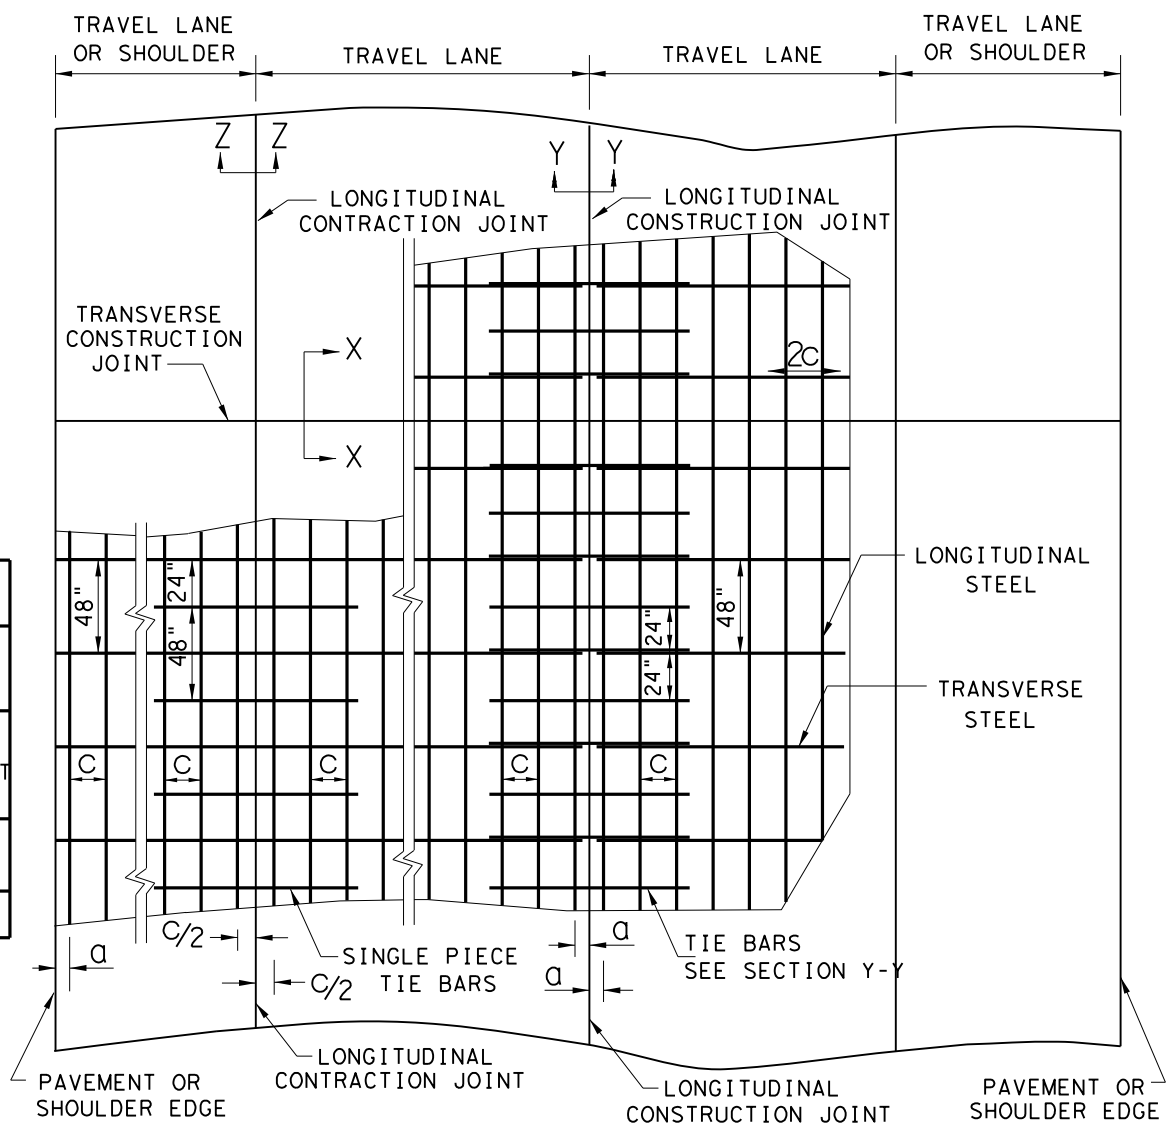 TRAVEL LANE
OR SHOULDER
TRAVEL LANE
TRAVEL LANE
TRAVEL LANE
OR SHOULDER
Z Z
Y Y
LONGITUDINAL
CONTRACTION JOINT
LONGITUDINAL
CONSTRUCTION JOINT
TRANSVERSE
CONSTRUCTION
JOINT
X
X
2C
LONGITUDINAL
STEEL
TRANSVERSE
STEEL
48"
24"
48"
24"
24"
48"
T
C
C
C
C
C
C/2
a
C/2
a
a
SINGLE PIECE
TIE BARS
TIE BARS
SEE SECTION Y-Y
LONGITUDINAL
CONTRACTION JOINT
LONGITUDINAL
CONSTRUCTION JOINT
PAVEMENT OR
SHOULDER EDGE
PAVEMENT OR
SHOULDER EDGE